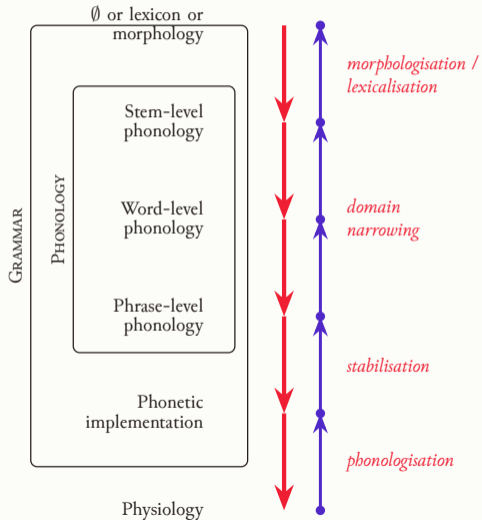 ∅ or lexicon or
morphology
morphologisation /
lexicalisation
Stem-level
phonology
Word-level
phonology
domain
narrowing
GRAMMAR
PHONOLOGY
Phrase-level
phonology
stabilisation
Phonetic
implementation
phonologisation
Physiology